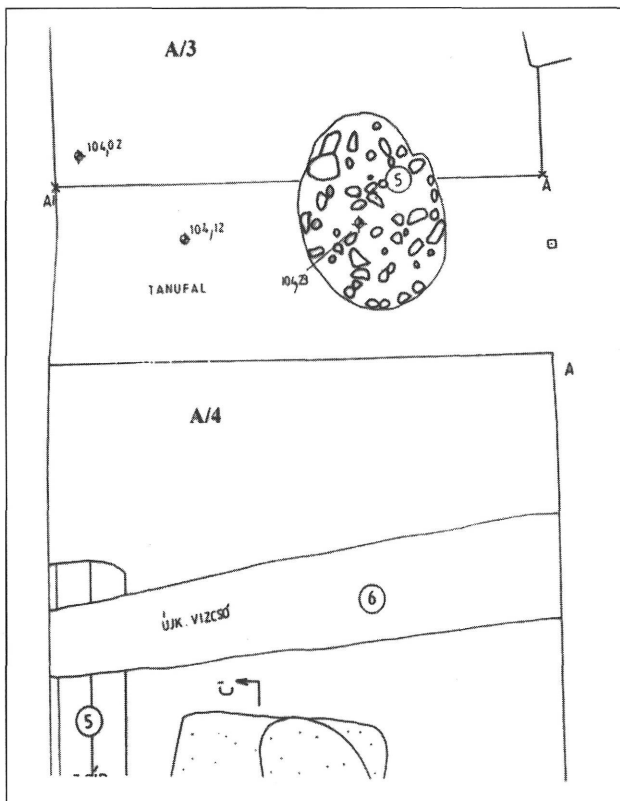 A/3
104,02
5
A
A
104,12
104,23
TANUFAL
A
A/4
6
ÚJK. VIZCSŐ
5